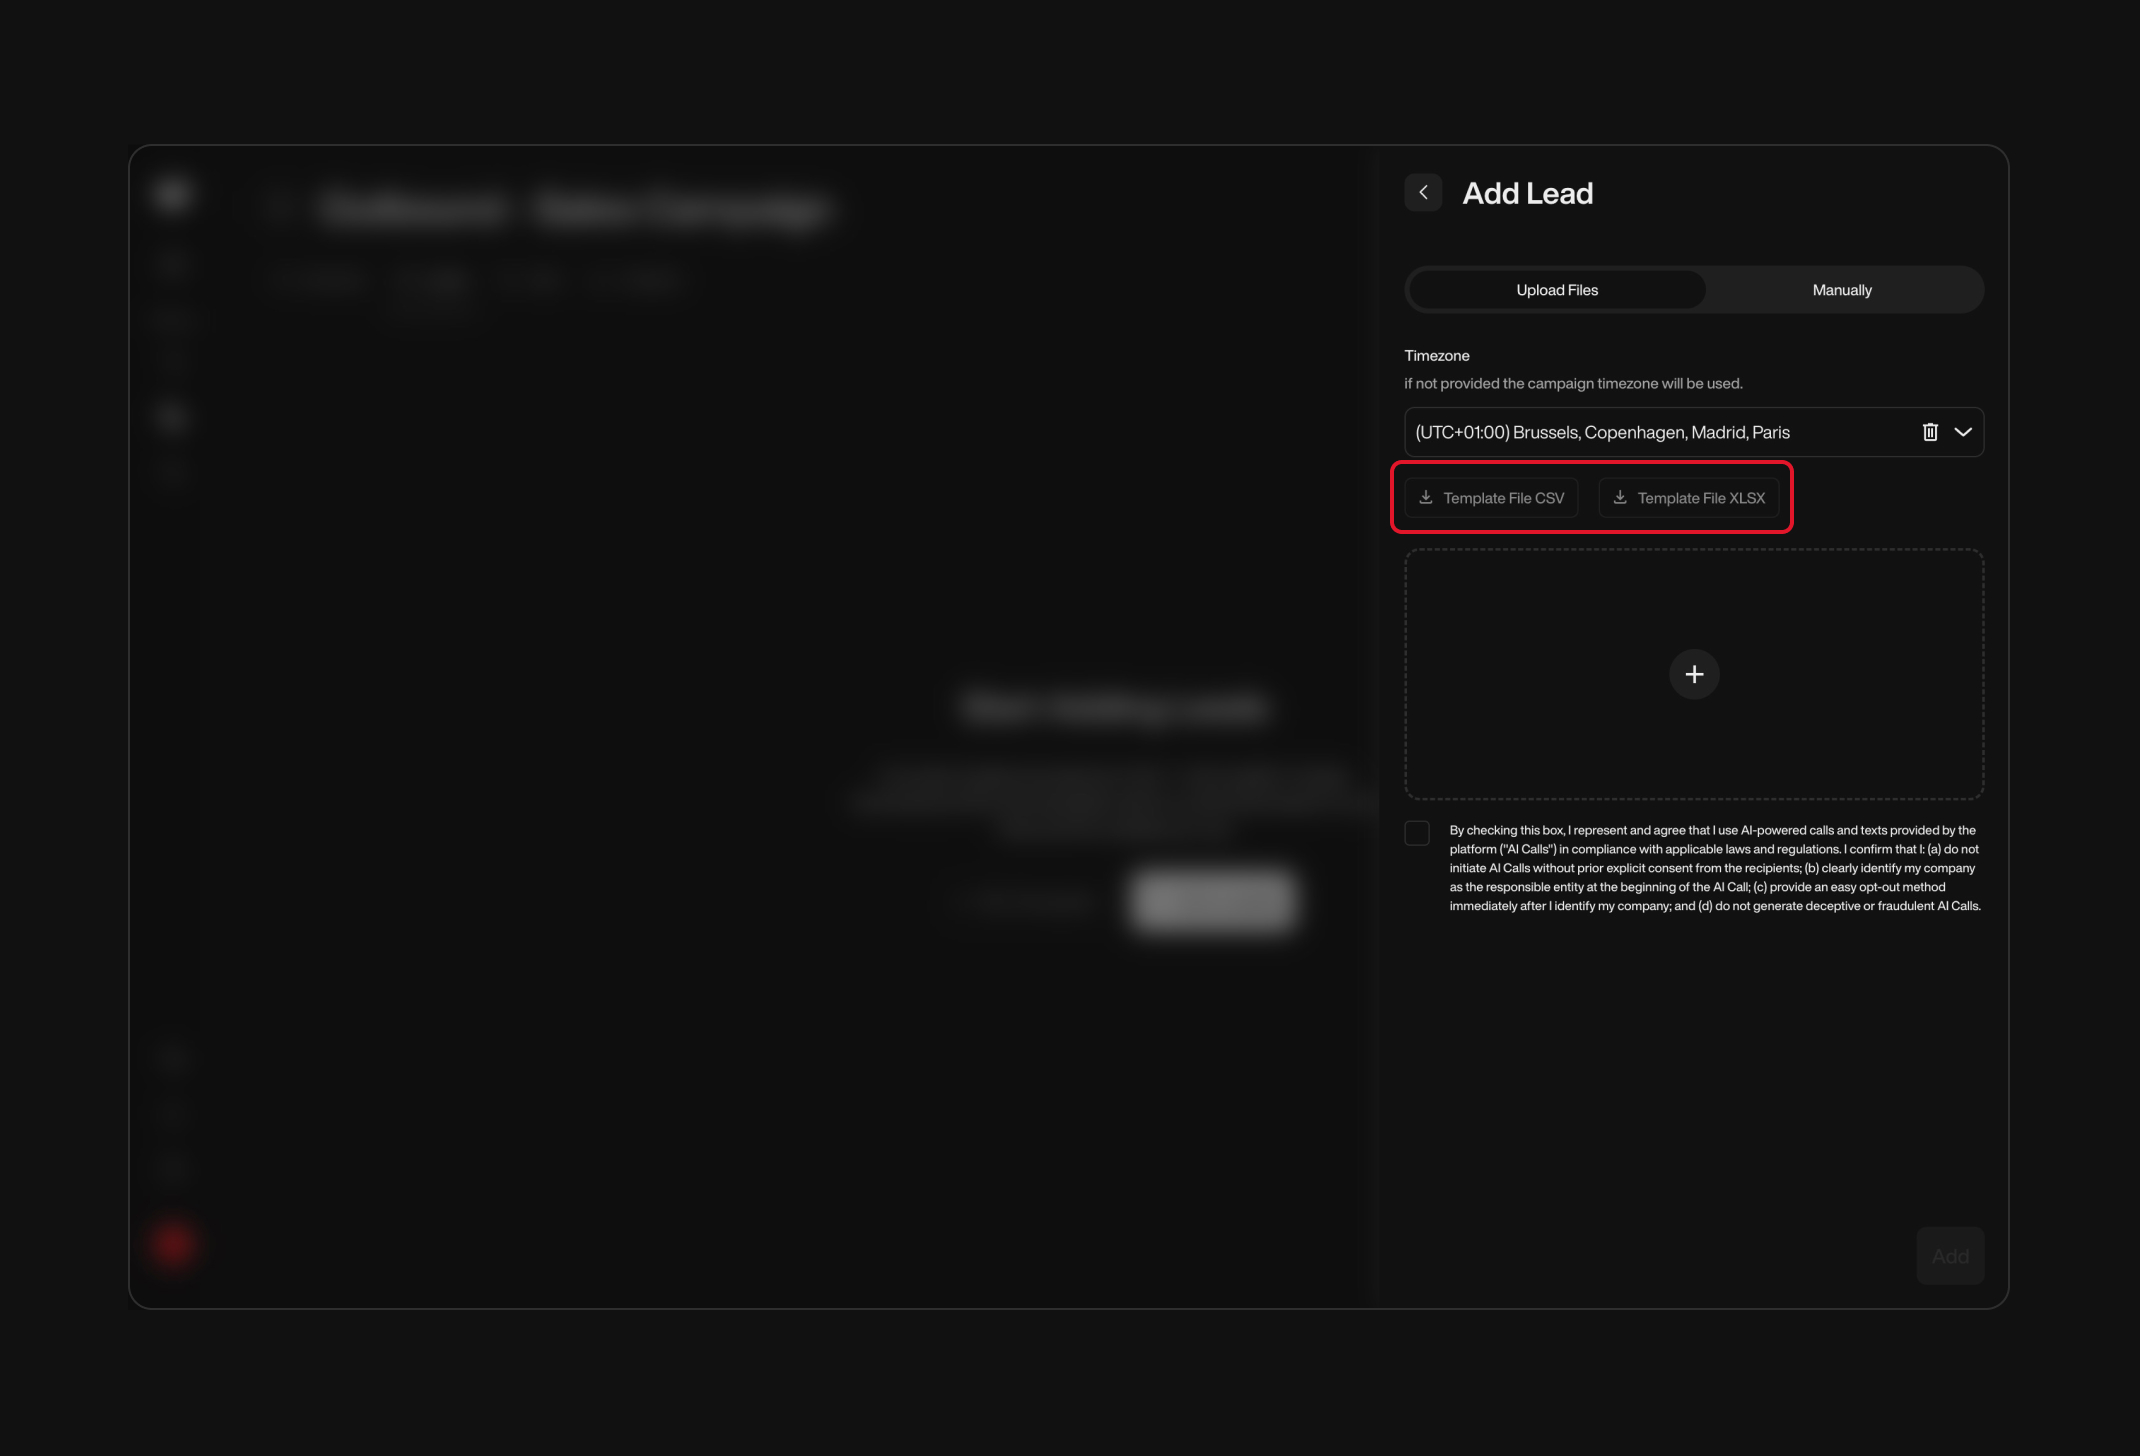 Add Lead
Upload Files
Manually
Timezone
if not provided the campaign timezone will be used.
(UTC+01:00) Brussels, Copenhagen, Madrid, Paris
Template File CSV
Template File XLSX
By checking this box, I represent and agree that I use AI-powered calls and texts provided by the
platform ("AI Calls") in compliance with applicable laws and regulations. I confirm that I: (a) do not
initiate AI Calls without prior explicit consent from the recipients; (b) clearly identify my company
as the responsible entity at the beginning of the AI Call; (c) provide an easy opt-out method
immediately after I identify my company; and (d) do not generate deceptive or fraudulent AI Calls.
Add